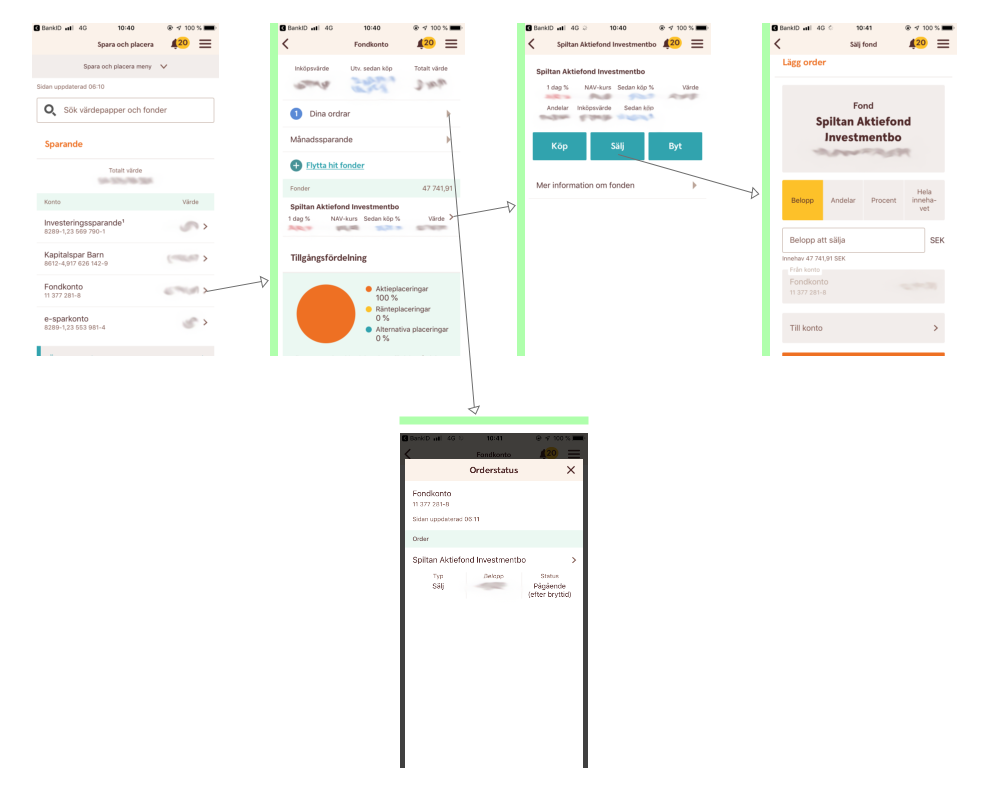 BankID 4G 10:40 100 %
Spara och placera 20
Spara och placera meny
Sidan uppdaterad 06:10
Sök värdepapper och fonder
Sparande
Totalt värde
Konto Värde
Investeringssparande¹
8289-1,23 569 790-1
Kapitalspar Barn
8612-4,917 626 142-9
Fondkonto
11 377 281-8
e-sparkonto
8289-1,23 553 981-4
BankID 4G 10:40 100 %
Fondkonto 20
Inköpsvärde Utv. sedan köp Totalt värde
1 Dina ordrar
Månadssparande
Flytta hit fonder
Fonder 47 741,91
Spiltan Aktiefond Investmentbo
1 dag % NAV-kurs Sedan köp % Värde
Tillgångsfördelning
Aktieplaceringar
100 %
Ränteplaceringar
0 %
Alternativa placeringar
0 %
BankID 4G 10:40 100 %
Spiltan Aktiefond Investmentbo 20
Spiltan Aktiefond Investmentbo
1 dag % NAV-kurs Sedan köp % Värde
Andelar Inköpsvärde Sedan köp
Köp Sälj Byt
Mer information om fonden
BankID 4G 10:41 100 %
Sälj fond 20
Lägg order
Fond
Spiltan Aktiefond
Investmentbo
Belopp Andelar Procent Hela
inneha-
vet
Belopp att sälja SEK
Innehav 47 741,91 SEK
Från konto
Fondkonto
11 377 281-8
Till konto
BankID 4G 10:41 100 %
Fondkonto 20
Orderstatus
Fondkonto
11 377 281-8
Sidan uppdaterad 06:11
Order
Spiltan Aktiefond Investmentbo
Typ Belopp Status
Sälj Pågående
(efter bryttid)